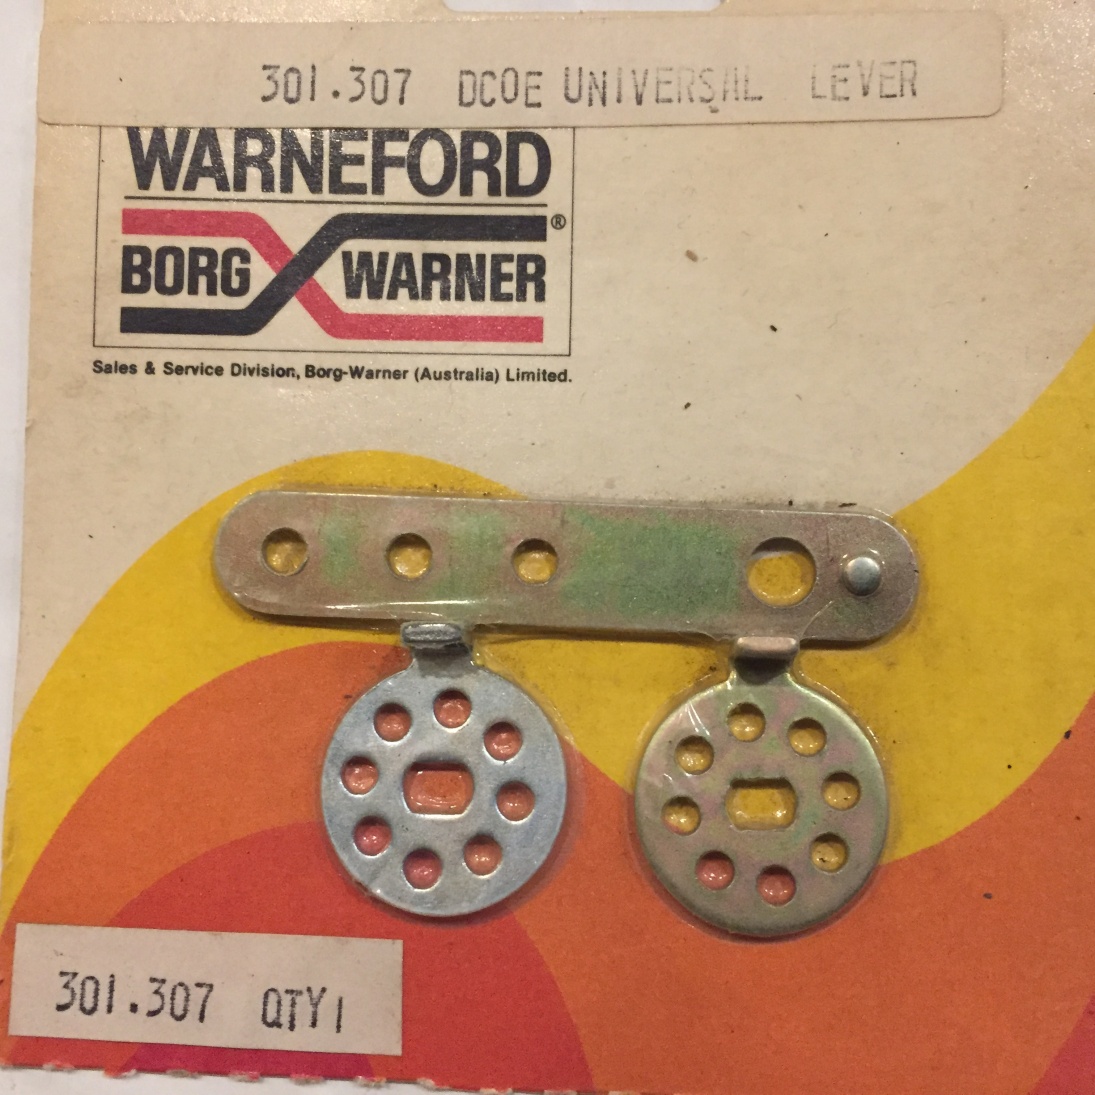 301.307 DCOE UNIVERSAL LEVER
WARNEFORD
BORG WARNER ®
Sales & Service Division, Borg-Warner (Australia) Limited.
301.307 QTY1